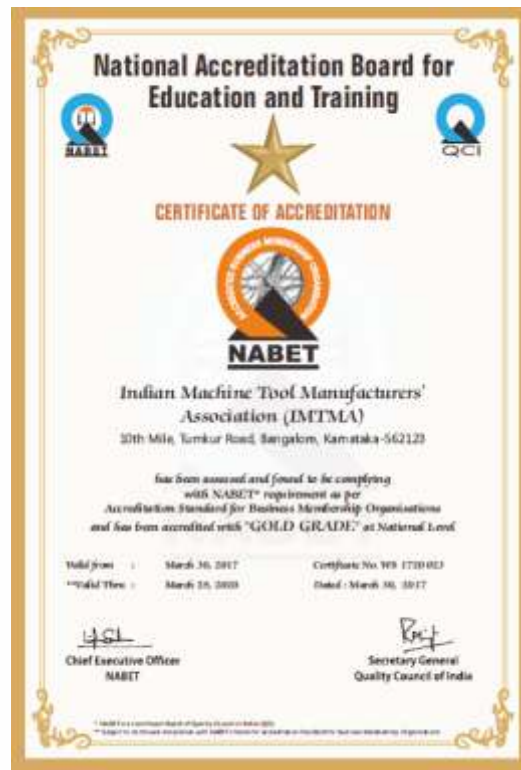 National Accreditation Board for
Education and Training
NABET
QCI
CERTIFICATE OF ACCREDITATION
NABET
Indian Machine Tool Manufacturers'
Association (IMTMA)
10th Mile, Tumkur Road, Bangalore, Karnataka-562123
has been assessed and found to be complying
with NABET* requirement as per
Accreditation Standard for Business Membership Organisations
and has been accredited with "GOLD GRADE" at National Level
Valid from : March 30, 2017 Certificate No.
**Valid Thru : March 2020 Dated : March 30, 2017
Chief Executive Officer
NABET
Secretary General
Quality Council of India